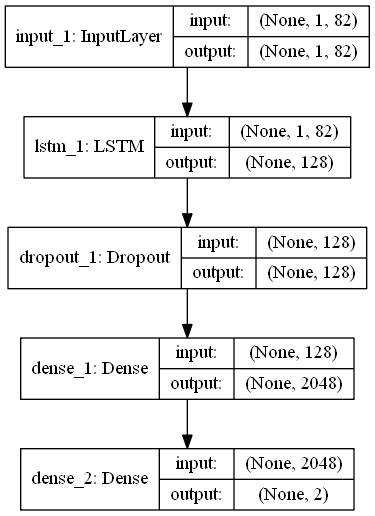 input_1: InputLayer
input: (None, 1, 82)
output: (None, 1, 82)
lstm_1: LSTM
input: (None, 1, 82)
output: (None, 128)
dropout_1: Dropout
input: (None, 128)
output: (None, 128)
dense_1: Dense
input: (None, 128)
output: (None, 2048)
dense_2: Dense
input: (None, 2048)
output: (None, 2)